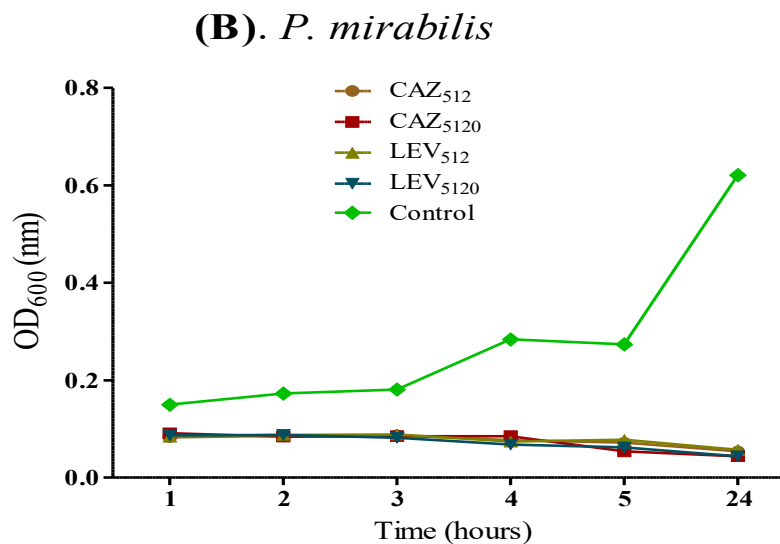 (B). P. mirabilis
CAZ512
CAZ5120
LEV512
LEV5120
Control
OD600 (nm)
0.8
0.6
0.4
0.2
0.0
1 2 3 4 5 24
Time (hours)